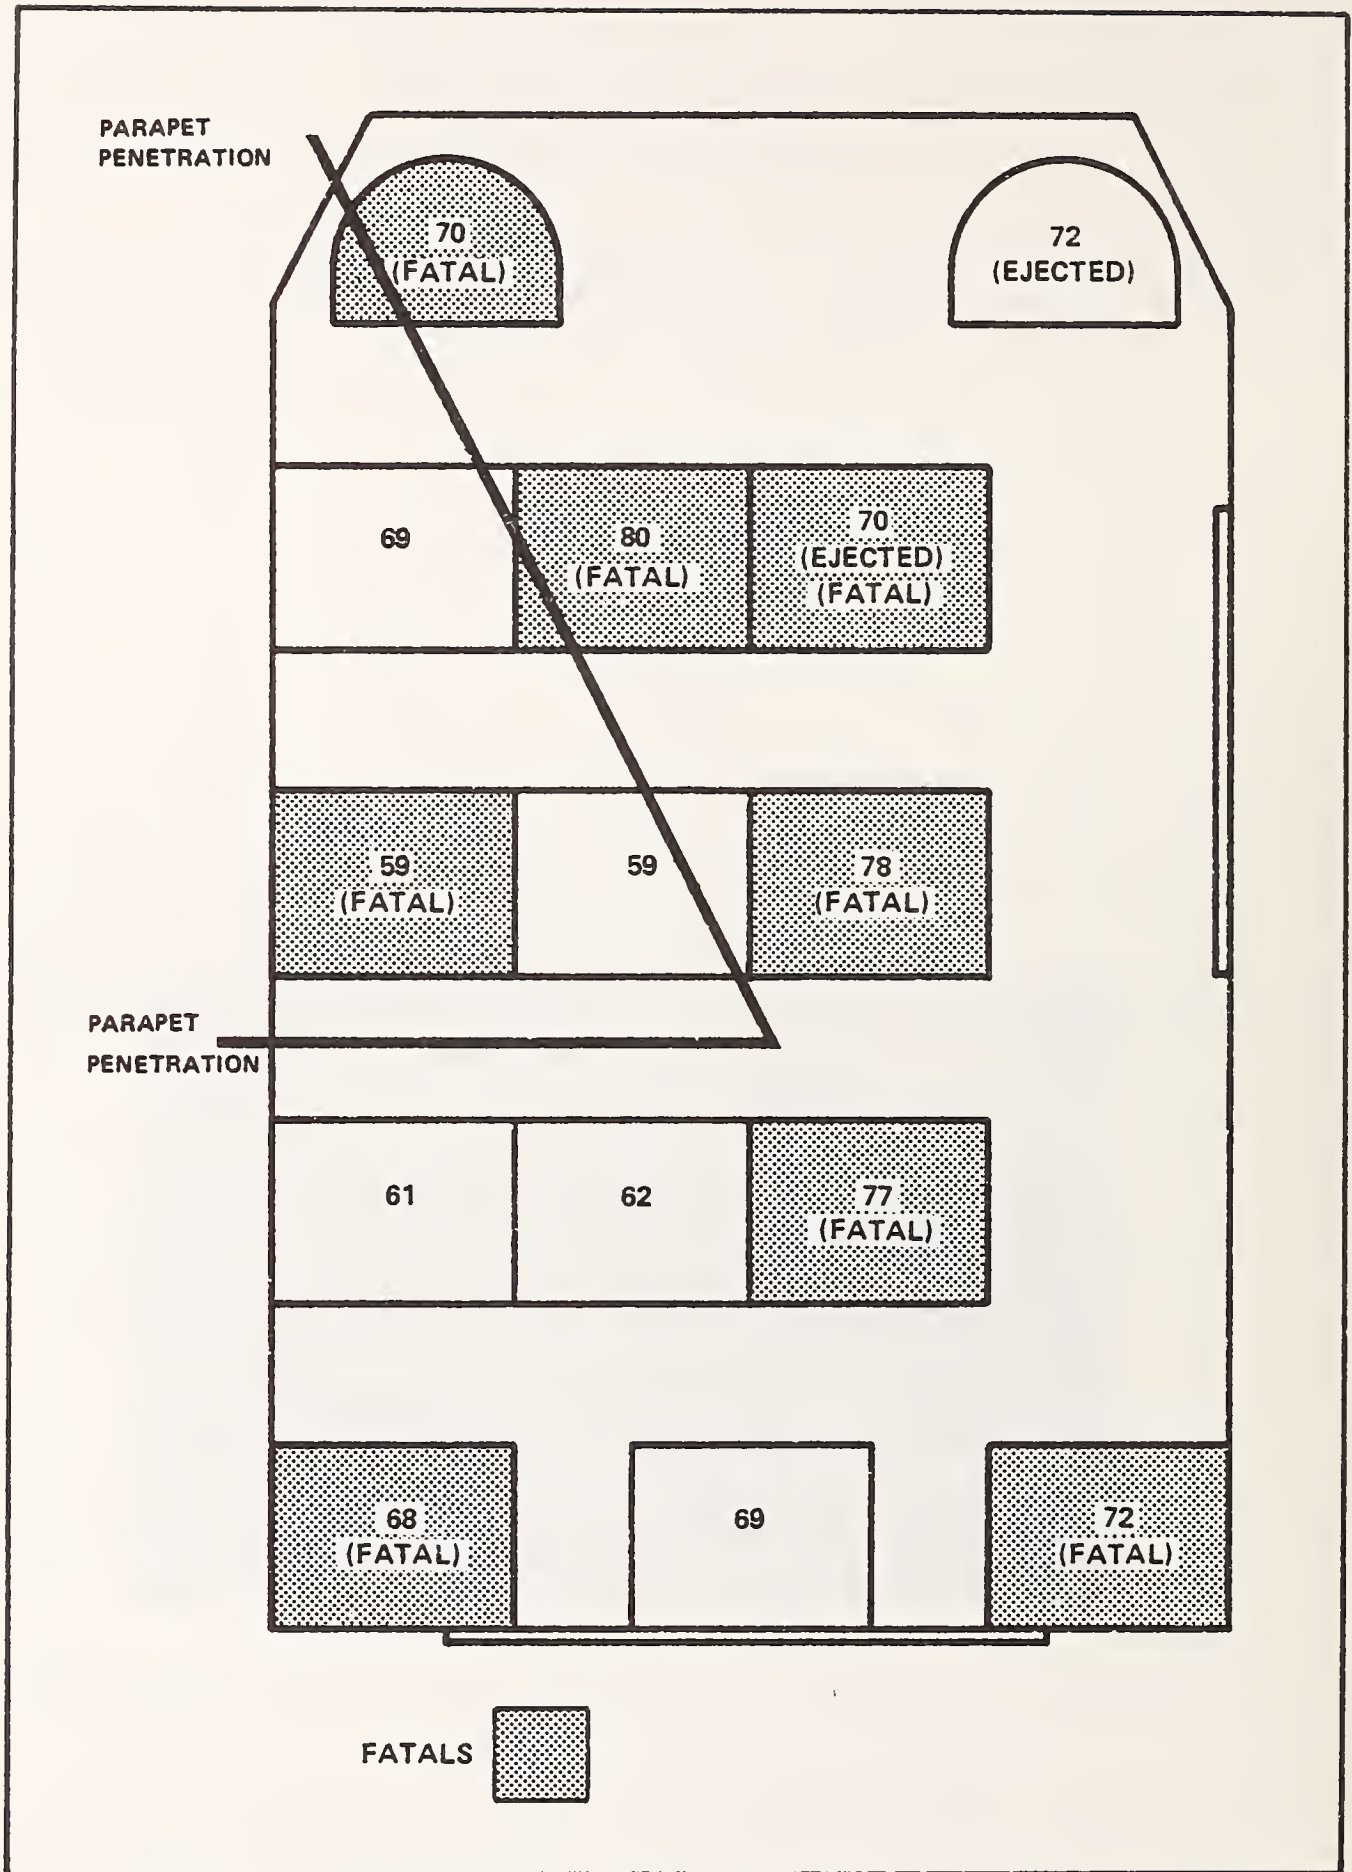 PARAPET
PENETRATION
70
(FATAL)
72
(EJECTED)
69
80
(FATAL)
70
(EJECTED)
(FATAL)
59
(FATAL)
59
78
(FATAL)
PARAPET
PENETRATION
61
62
77
(FATAL)
68
(FATAL)
69
72
(FATAL)
FATALS